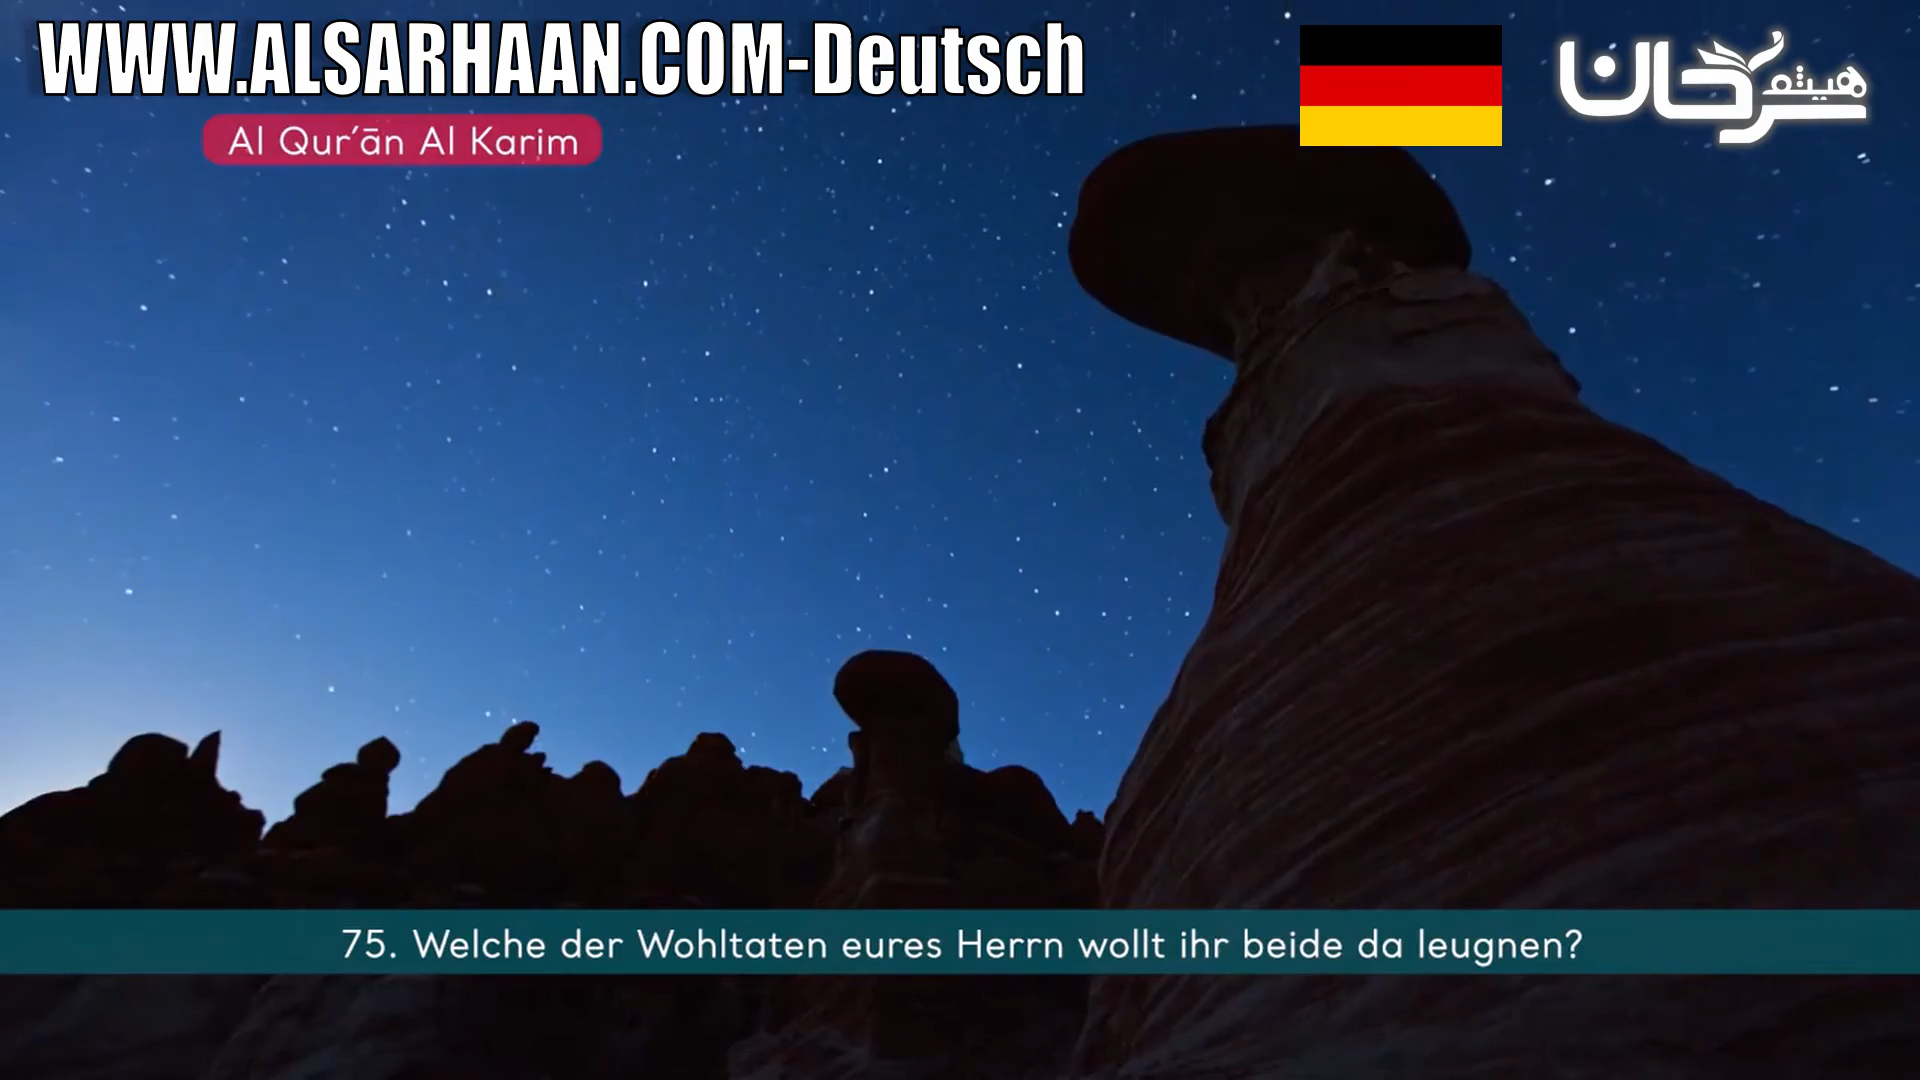 WWW.ALSARHAAN.COM-Deutsch
هيثم سرحان
Al Qur’ān Al Karim
75. Welche der Wohltaten eures Herrn wollt ihr beide da leugnen?